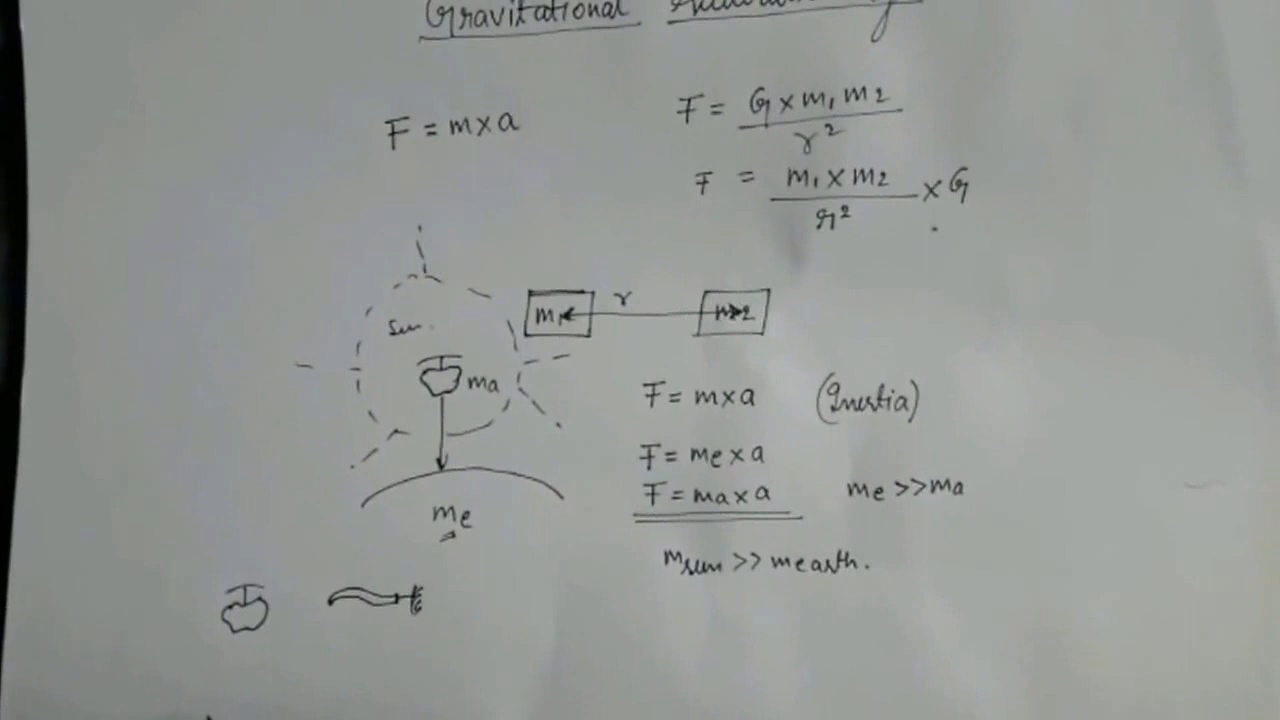 Gravitational
F = m×a
F = G×m₁m₂/r²
F = m₁×m₂/r² × G
Sun
m₁ r m2
ma
F = m×a (Inertia)
F = me×a
F = ma×a me>>ma
me
msun>>mearth.